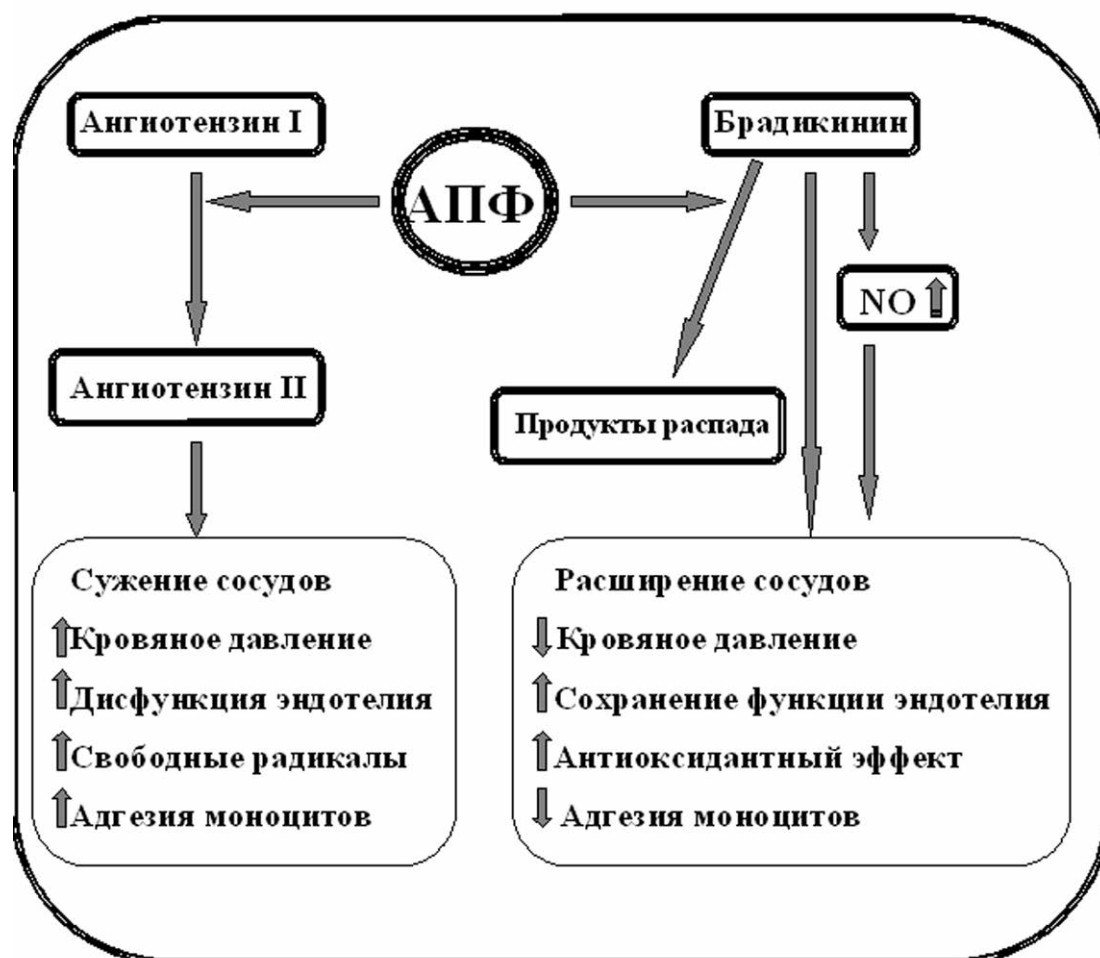 Ангиотензин I
Брадикинин
АПФ
NO
Ангиотензин II
Продукты распада
Сужение сосудов
Кровяное давление
Дисфункция эндотелия
Свободные радикалы
Адгезия моноцитов
Расширение сосудов
Кровяное давление
Сохранение функции эндотелия
Антиоксидантный эффект
Адгезия моноцитов